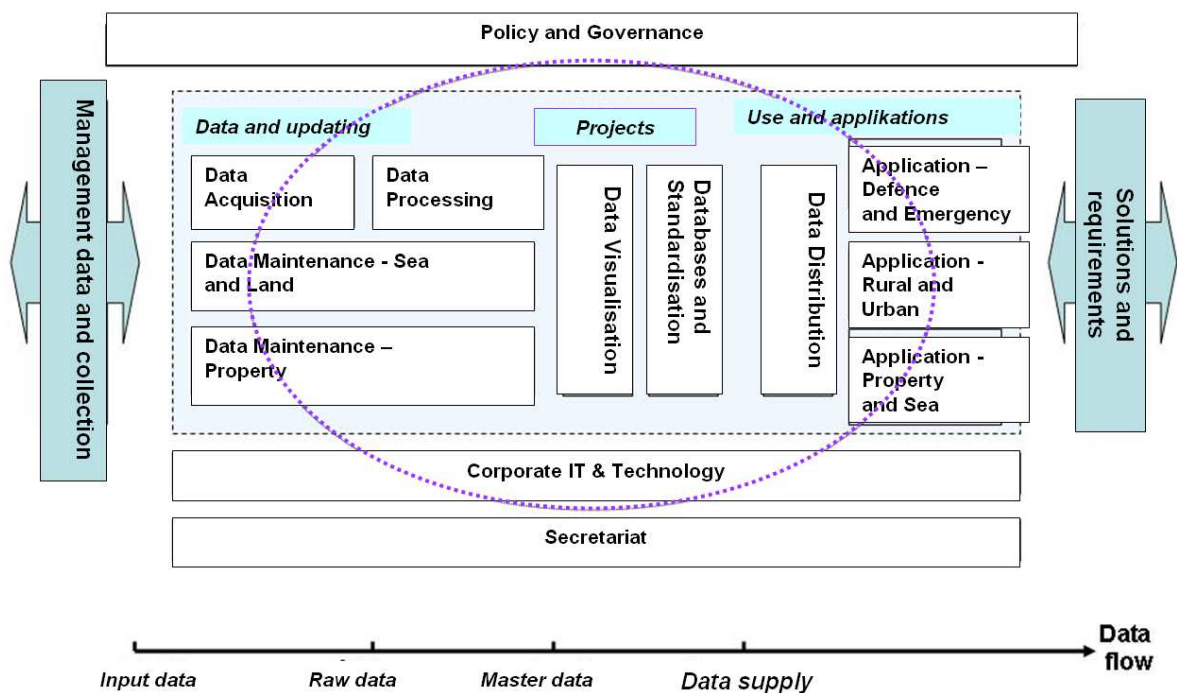 Policy and Governance
Management data and collection
Data and updating
Projects
Use and applikations
Data
Acquisition
Data
Processing
Data Maintenance - Sea
and Land
Data Maintenance –
Property
Data Visualisation
Databases and
Standardisation
Data Distribution
Application –
Defence
and Emergency
Application -
Rural and
Urban
Application -
Property
and Sea
Solutions and
requirements
Corporate IT & Technology
Secretariat
Data
flow
Input data
Raw data
Master data
Data supply